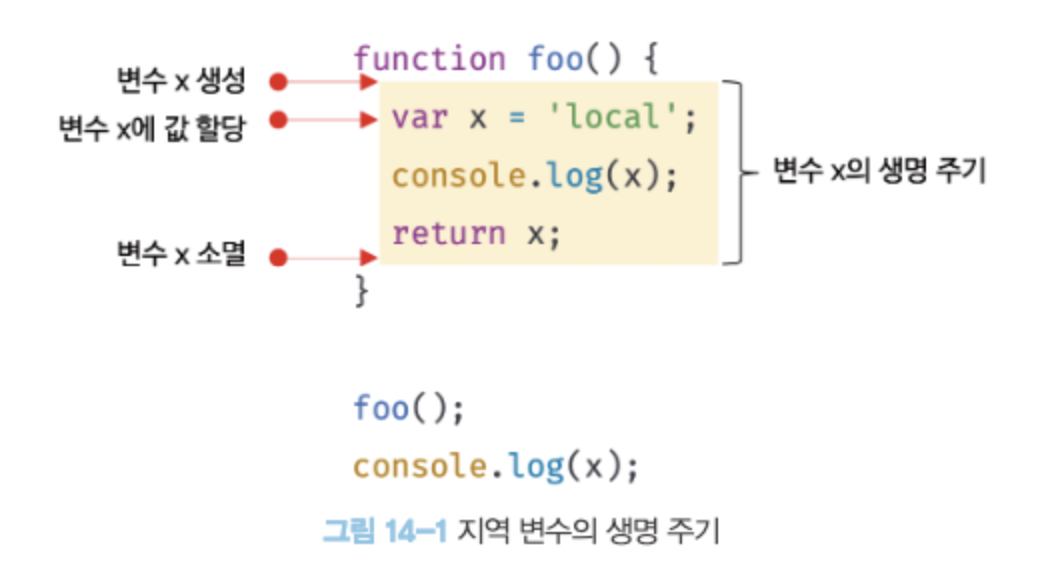 function foo() {
변수 x 생성
변수 x에 값 할당
var x = 'local';
console.log(x);
변수 x의 생명 주기
return x;
변수 x 소멸
}
foo();
console.log(x);
그림 14-1 지역 변수의 생명 주기